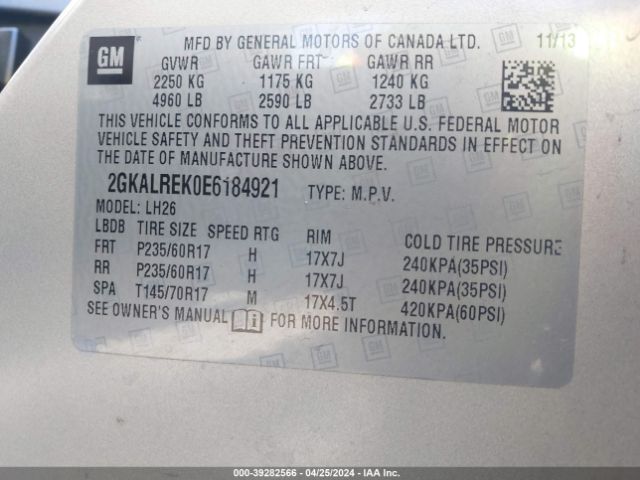 GM MFD BY GENERAL MOTORS OF CANADA LTD. 11/13
GVWR GAWR FRT GAWR RR
2250 KG 1175 KG 1240 KG
4960 LB 2590 LB 2733 LB
THIS VEHICLE CONFORMS TO ALL APPLICABLE U.S. FEDERAL MOTOR
VEHICLE SAFETY AND THEFT PREVENTION STANDARDS IN EFFECT ON
THE DATE OF MANUFACTURE SHOWN ABOVE.
2GKALREK0E6184921 TYPE: M.P.V.
MODEL: LH26
LBDB TIRE SIZE SPEED RTG RIM COLD TIRE PRESSURE
FRT P235/60R17 H 17X7J 240KPA(35PSI)
RR P235/60R17 H 17X7J 240KPA(35PSI)
SPA T145/70R17 M 17X4.5T 420KPA(60PSI)
SEE OWNER'S MANUAL FOR MORE INFORMATION.
000-39282566 - 04/25/2024 - IAA, Inc.